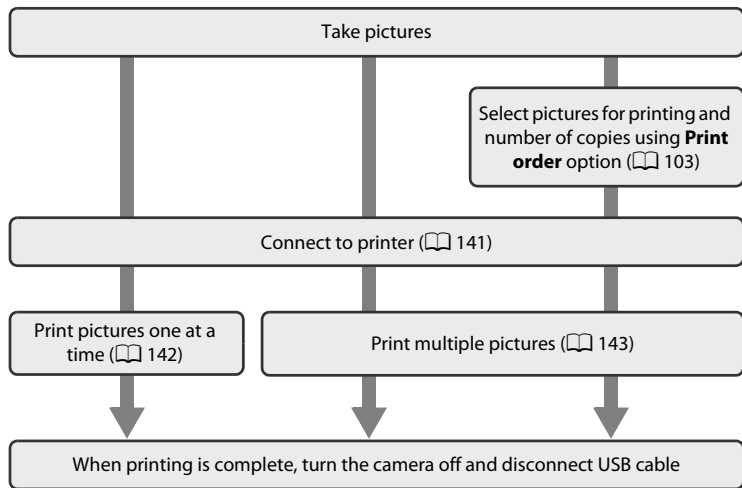 Take pictures
Select pictures for printing and
number of copies using Print
order option (📖 103)
Connect to printer (📖 141)
Print pictures one at a
time (📖 142)
Print multiple pictures (📖 143)
When printing is complete, turn the camera off and disconnect USB cable